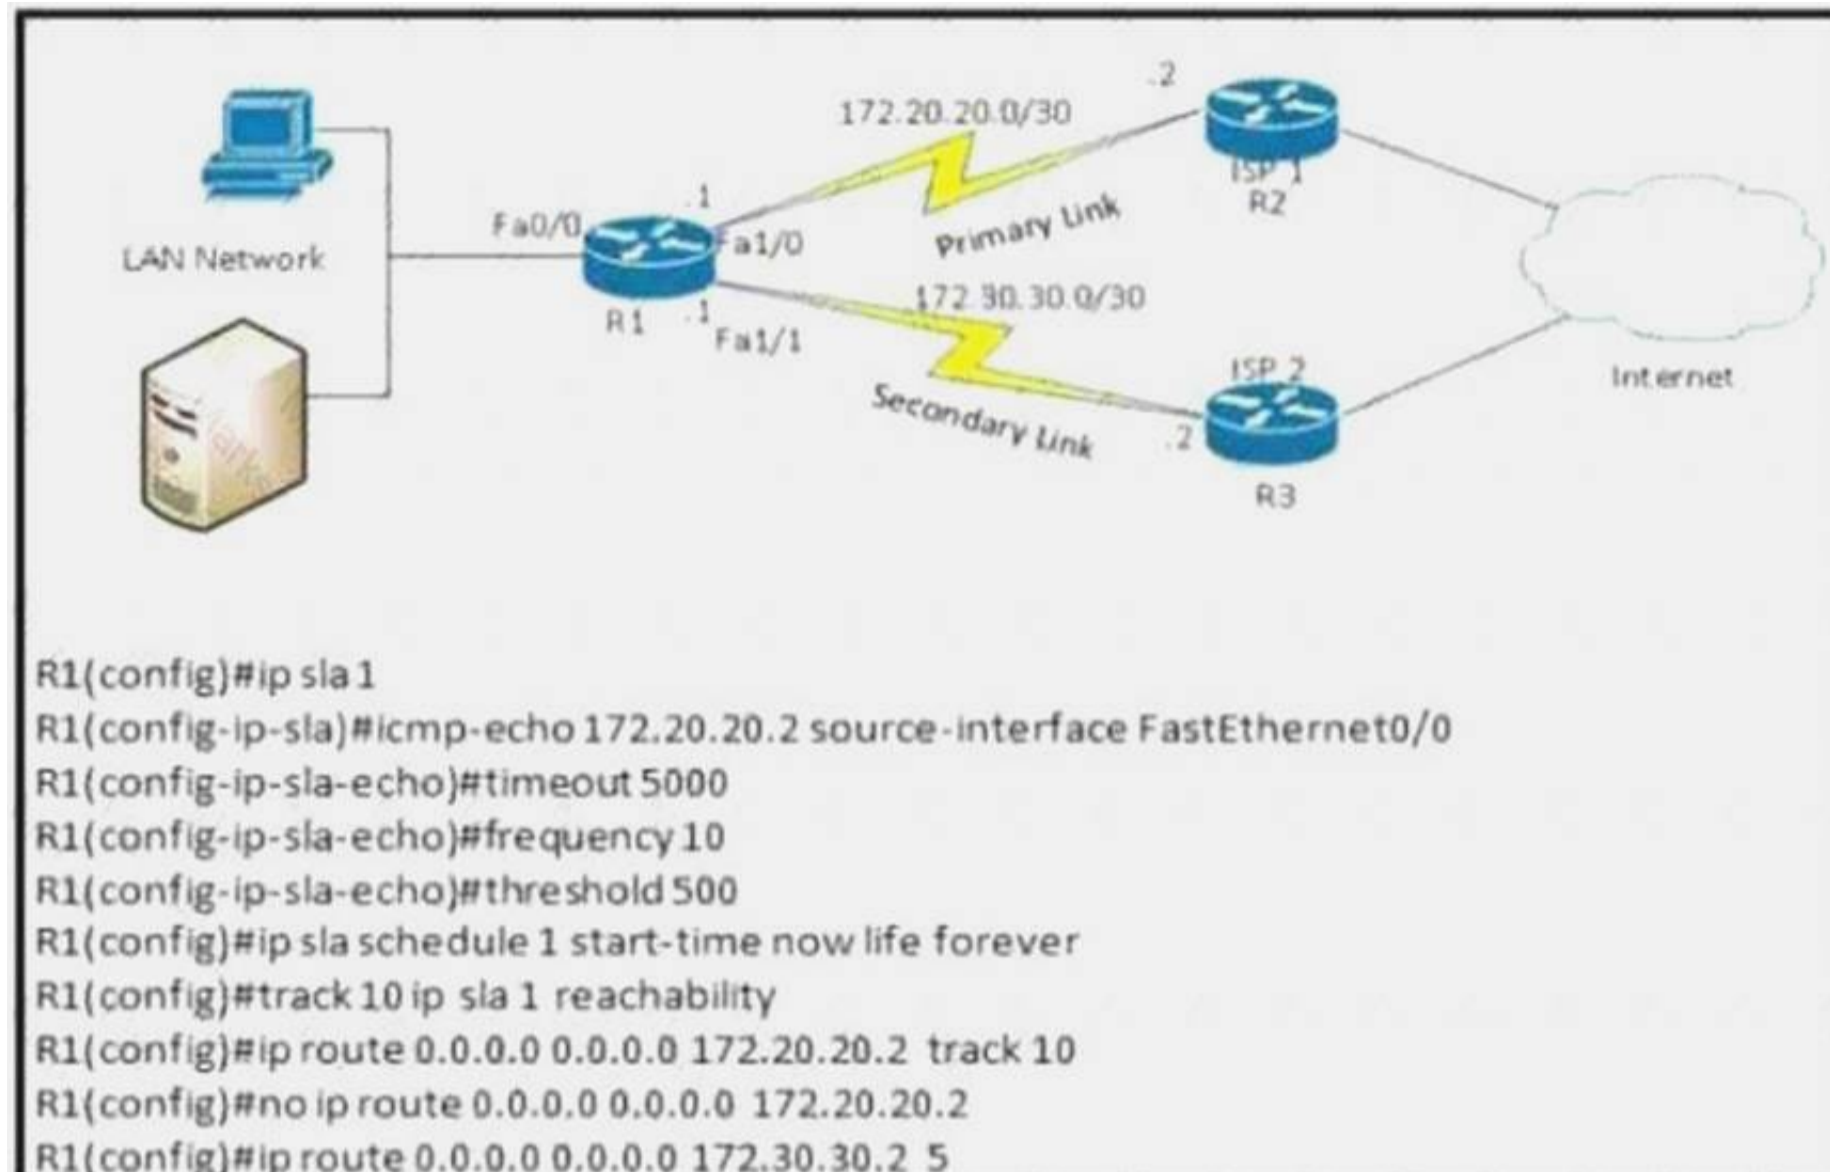 .2
172.20.20.0/30
ISP 1
R2
.1
Fa0/0
Fa1/0
Primary Link
LAN Network
172.30.30.0/30
R1
.1
Fa1/1
ISP 2
Internet
Secondary Link
.2
R3
R1(config)#ip sla 1
R1(config-ip-sla)#icmp-echo 172.20.20.2 source-interface FastEthernet0/0
R1(config-ip-sla-echo)#timeout 5000
R1(config-ip-sla-echo)#frequency 10
R1(config-ip-sla-echo)#threshold 500
R1(config)#ip sla schedule 1 start-time now life forever
R1(config)#track 10 ip sla 1 reachability
R1(config)#ip route 0.0.0.0 0.0.0.0 172.20.20.2 track 10
R1(config)#no ip route 0.0.0.0 0.0.0.0 172.20.20.2
R1(config)#ip route 0.0.0.0 0.0.0.0 172.30.30.2 5